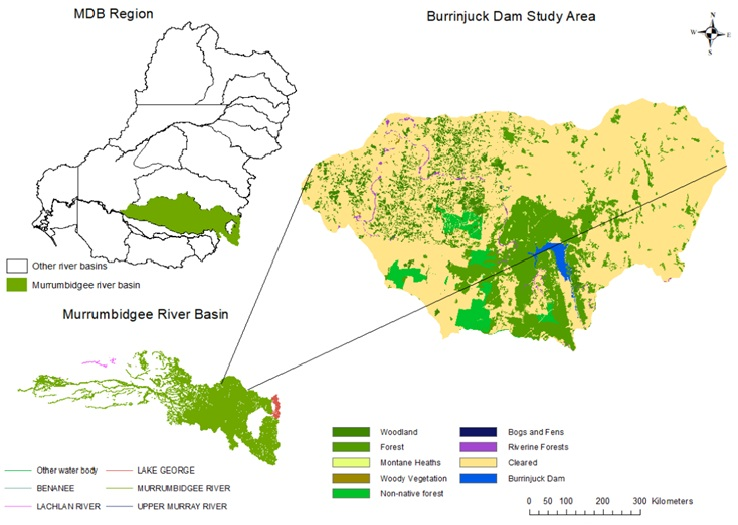 MDB Region
Burrinjuck Dam Study Area
N
W E
S
Other river basins
Murrumbidgee river basin
Murrumbidgee River Basin
Other water body
LAKE GEORGE
BENANEE
MURRUMBIDGEE RIVER
LACHLAN RIVER
UPPER MURRAY RIVER
Woodland
Bogs and Fens
Forest
Riverine Forests
Montane Heaths
Cleared
Woody Vegetation
Burrinjuck Dam
Non-native forest
0 50 100 200 300 Kilometers